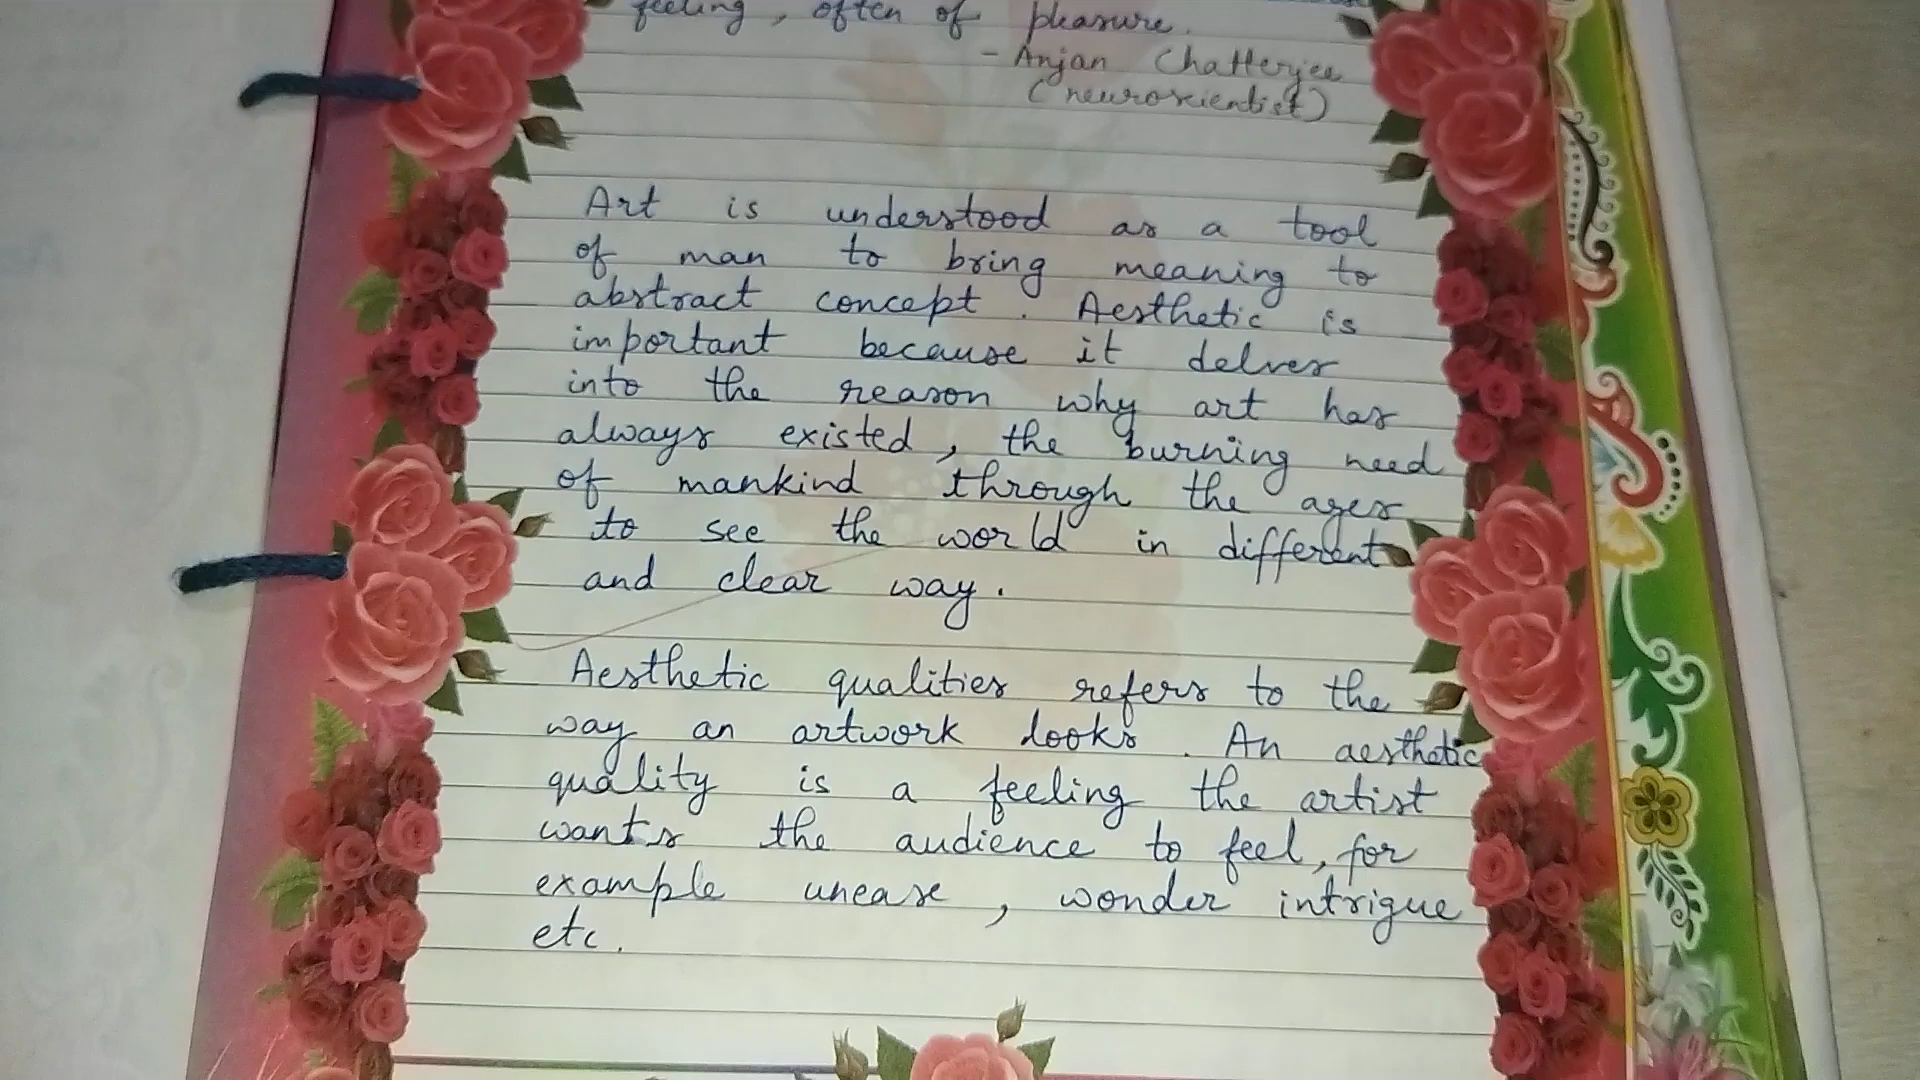 feeling, often of pleasure.
- Anjan Chatterjee
(neuroscientist)
Art is understood as a tool
of man to bring meaning to
abstract concept. Aesthetic is
important because it delves
into the reason why art has
always existed, the burning need
of mankind through the ages
to see the world in different
and clear way.
Aesthetic qualities refers to the
way an artwork looks. An aesthetic
quality is a feeling the artist
wants the audience to feel, for
example unease, wonder intrigue
etc.